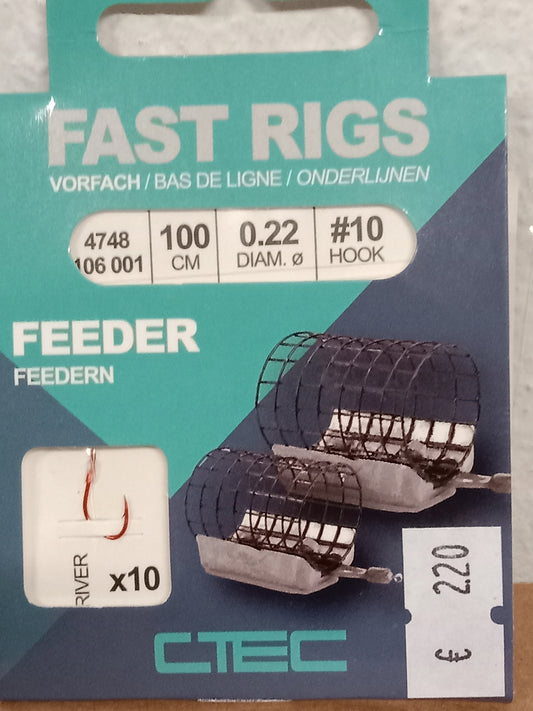 FAST RIGS
VORFACH / BAS DE LIGNE / ONDERLIJNEN
4748
106 001
100
CM
0.22
DIAM. ø
#10
HOOK
FEEDER
FEEDERN
RIVER
x10
CTEC
€ 2.20